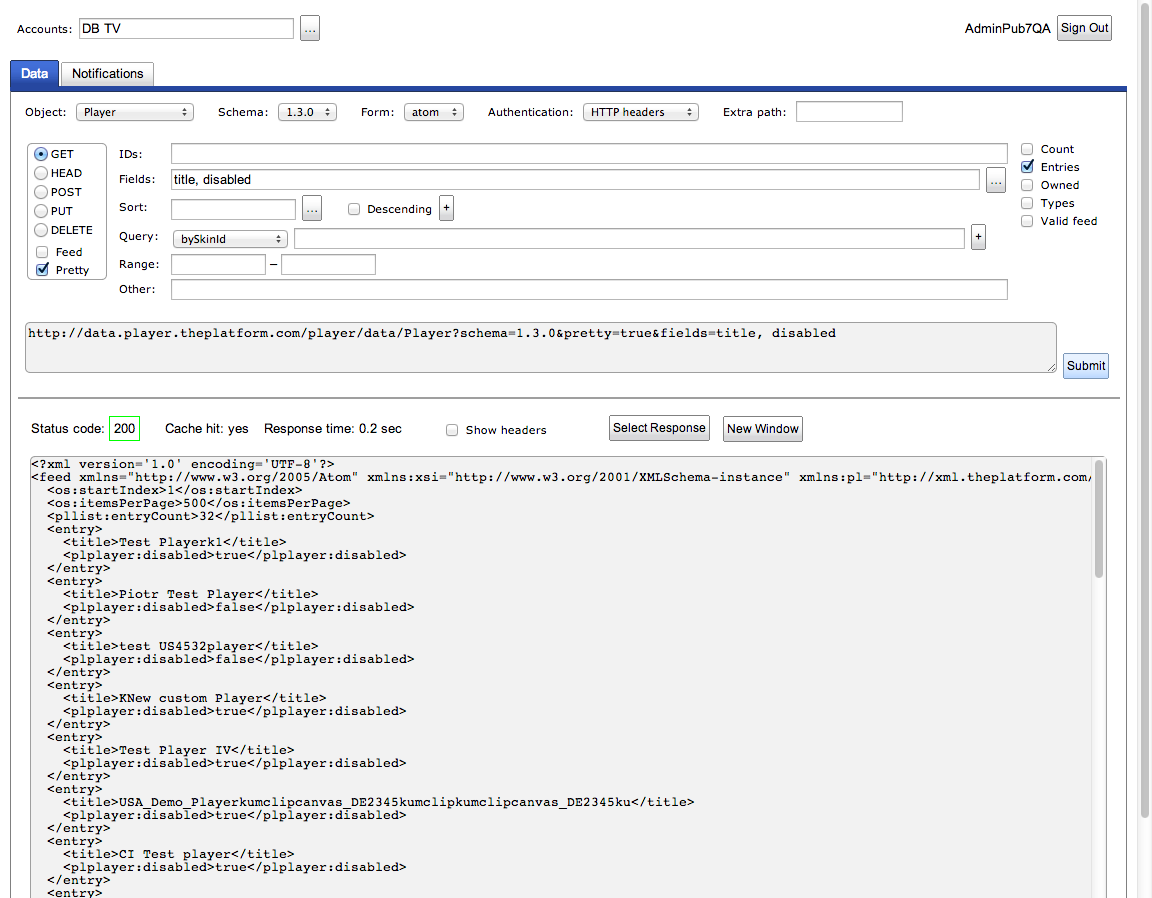 Accounts: DB TV ... AdminPub7QA Sign Out
Data Notifications
Object: Player Schema: 1.3.0 Form: atom Authentication: HTTP headers Extra path:
GET
HEAD
POST
PUT
DELETE
Feed
Pretty
IDs:
Fields: title, disabled ...
Sort: ... Descending +
Query: bySkinId +
Range: –
Other:
Count
Entries
Owned
Types
Valid feed
http://data.player.theplatform.com/player/data/Player?schema=1.3.0&pretty=true&fields=title, disabled
Submit
Status code: 200 Cache hit: yes Response time: 0.2 sec Show headers Select Response New Window
<?xml version='1.0' encoding='UTF-8'?>
<feed xmlns="http://www.w3.org/2005/Atom" xmlns:xsi="http://www.w3.org/2001/XMLSchema-instance" xmlns:pl="http://xml.theplatform.com/
<os:startIndex>1</os:startIndex>
<os:itemsPerPage>500</os:itemsPerPage>
<pllist:entryCount>32</pllist:entryCount>
<entry>
<title>Test Playerk1</title>
<plplayer:disabled>true</plplayer:disabled>
</entry>
<entry>
<title>Piotr Test Player</title>
<plplayer:disabled>false</plplayer:disabled>
</entry>
<entry>
<title>test US4532player</title>
<plplayer:disabled>false</plplayer:disabled>
</entry>
<entry>
<title>KNew custom Player</title>
<plplayer:disabled>true</plplayer:disabled>
</entry>
<entry>
<title>Test Player IV</title>
<plplayer:disabled>true</plplayer:disabled>
</entry>
<entry>
<title>USA_Demo_Playerkumclipcanvas_DE2345kumclipkumclipcanvas_DE2345ku</title>
<plplayer:disabled>true</plplayer:disabled>
</entry>
<entry>
<title>CI Test player</title>
<plplayer:disabled>true</plplayer:disabled>
</entry>
<entry>